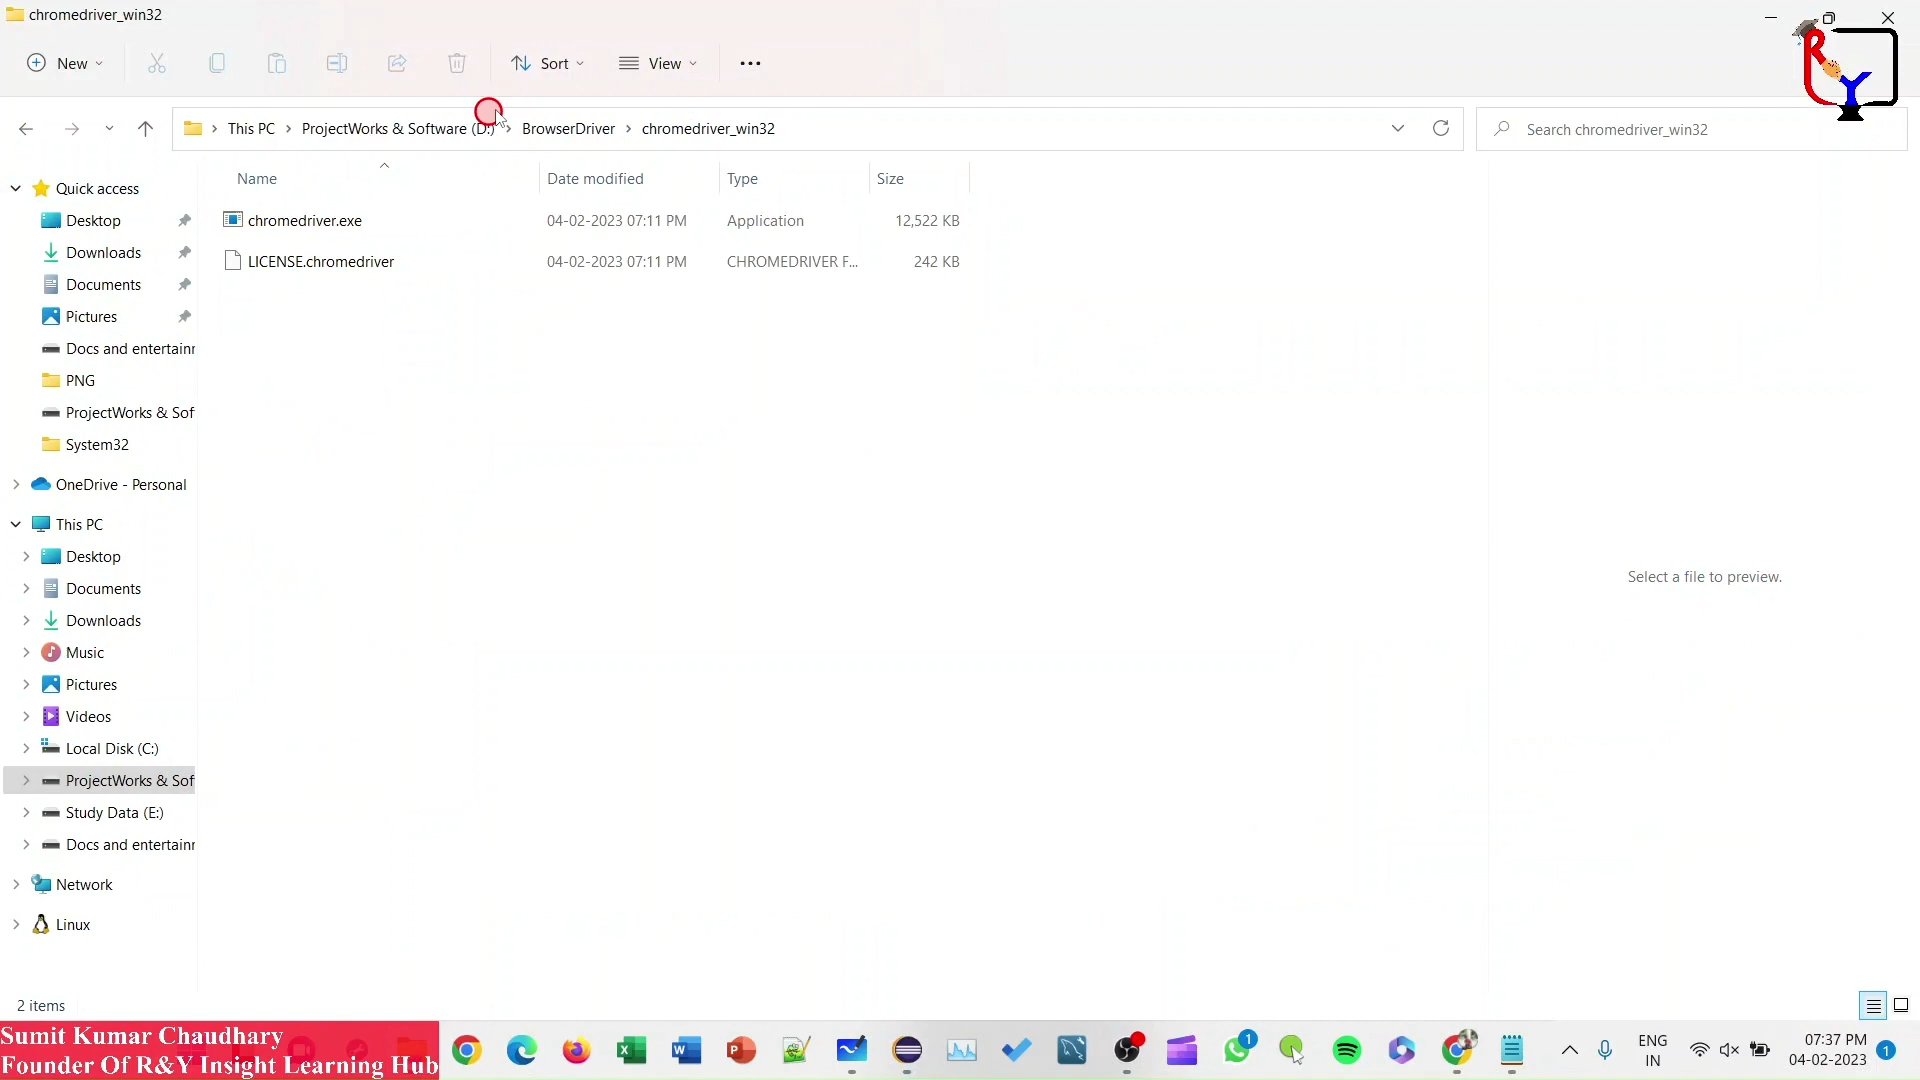 chromedriver_win32
New
Sort
View
This PC
ProjectWorks & Software (D:)
BrowserDriver
chromedriver_win32
Search chromedriver_win32
Name
Date modified
Type
Size
chromedriver.exe
04-02-2023 07:11 PM
Application
12,522 KB
LICENSE.chromedriver
04-02-2023 07:11 PM
CHROMEDRIVER F...
242 KB
Quick access
Desktop
Downloads
Documents
Pictures
Docs and entertainr
PNG
ProjectWorks & Sof
System32
OneDrive - Personal
This PC
Desktop
Documents
Downloads
Music
Pictures
Videos
Local Disk (C:)
ProjectWorks & Sof
Study Data (E:)
Docs and entertainr
Network
Linux
Select a file to preview.
2 items
Sumit Kumar Chaudhary
Founder Of R&Y Insight Learning Hub
R
Y
1
ENG
IN
07:37 PM
04-02-2023
1